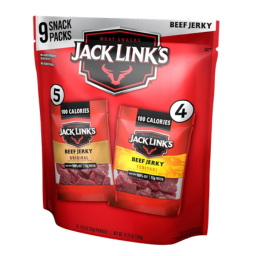 9 SNACK
PACKS
BEEF JERKY
MEAT SNACKS
JACK LINK'S
5
4
100 CALORIES
JACK LINK'S
BEEF JERKY
ORIGINAL
100 CALORIES
JACK LINK'S
BEEF JERKY
TERIYAKI